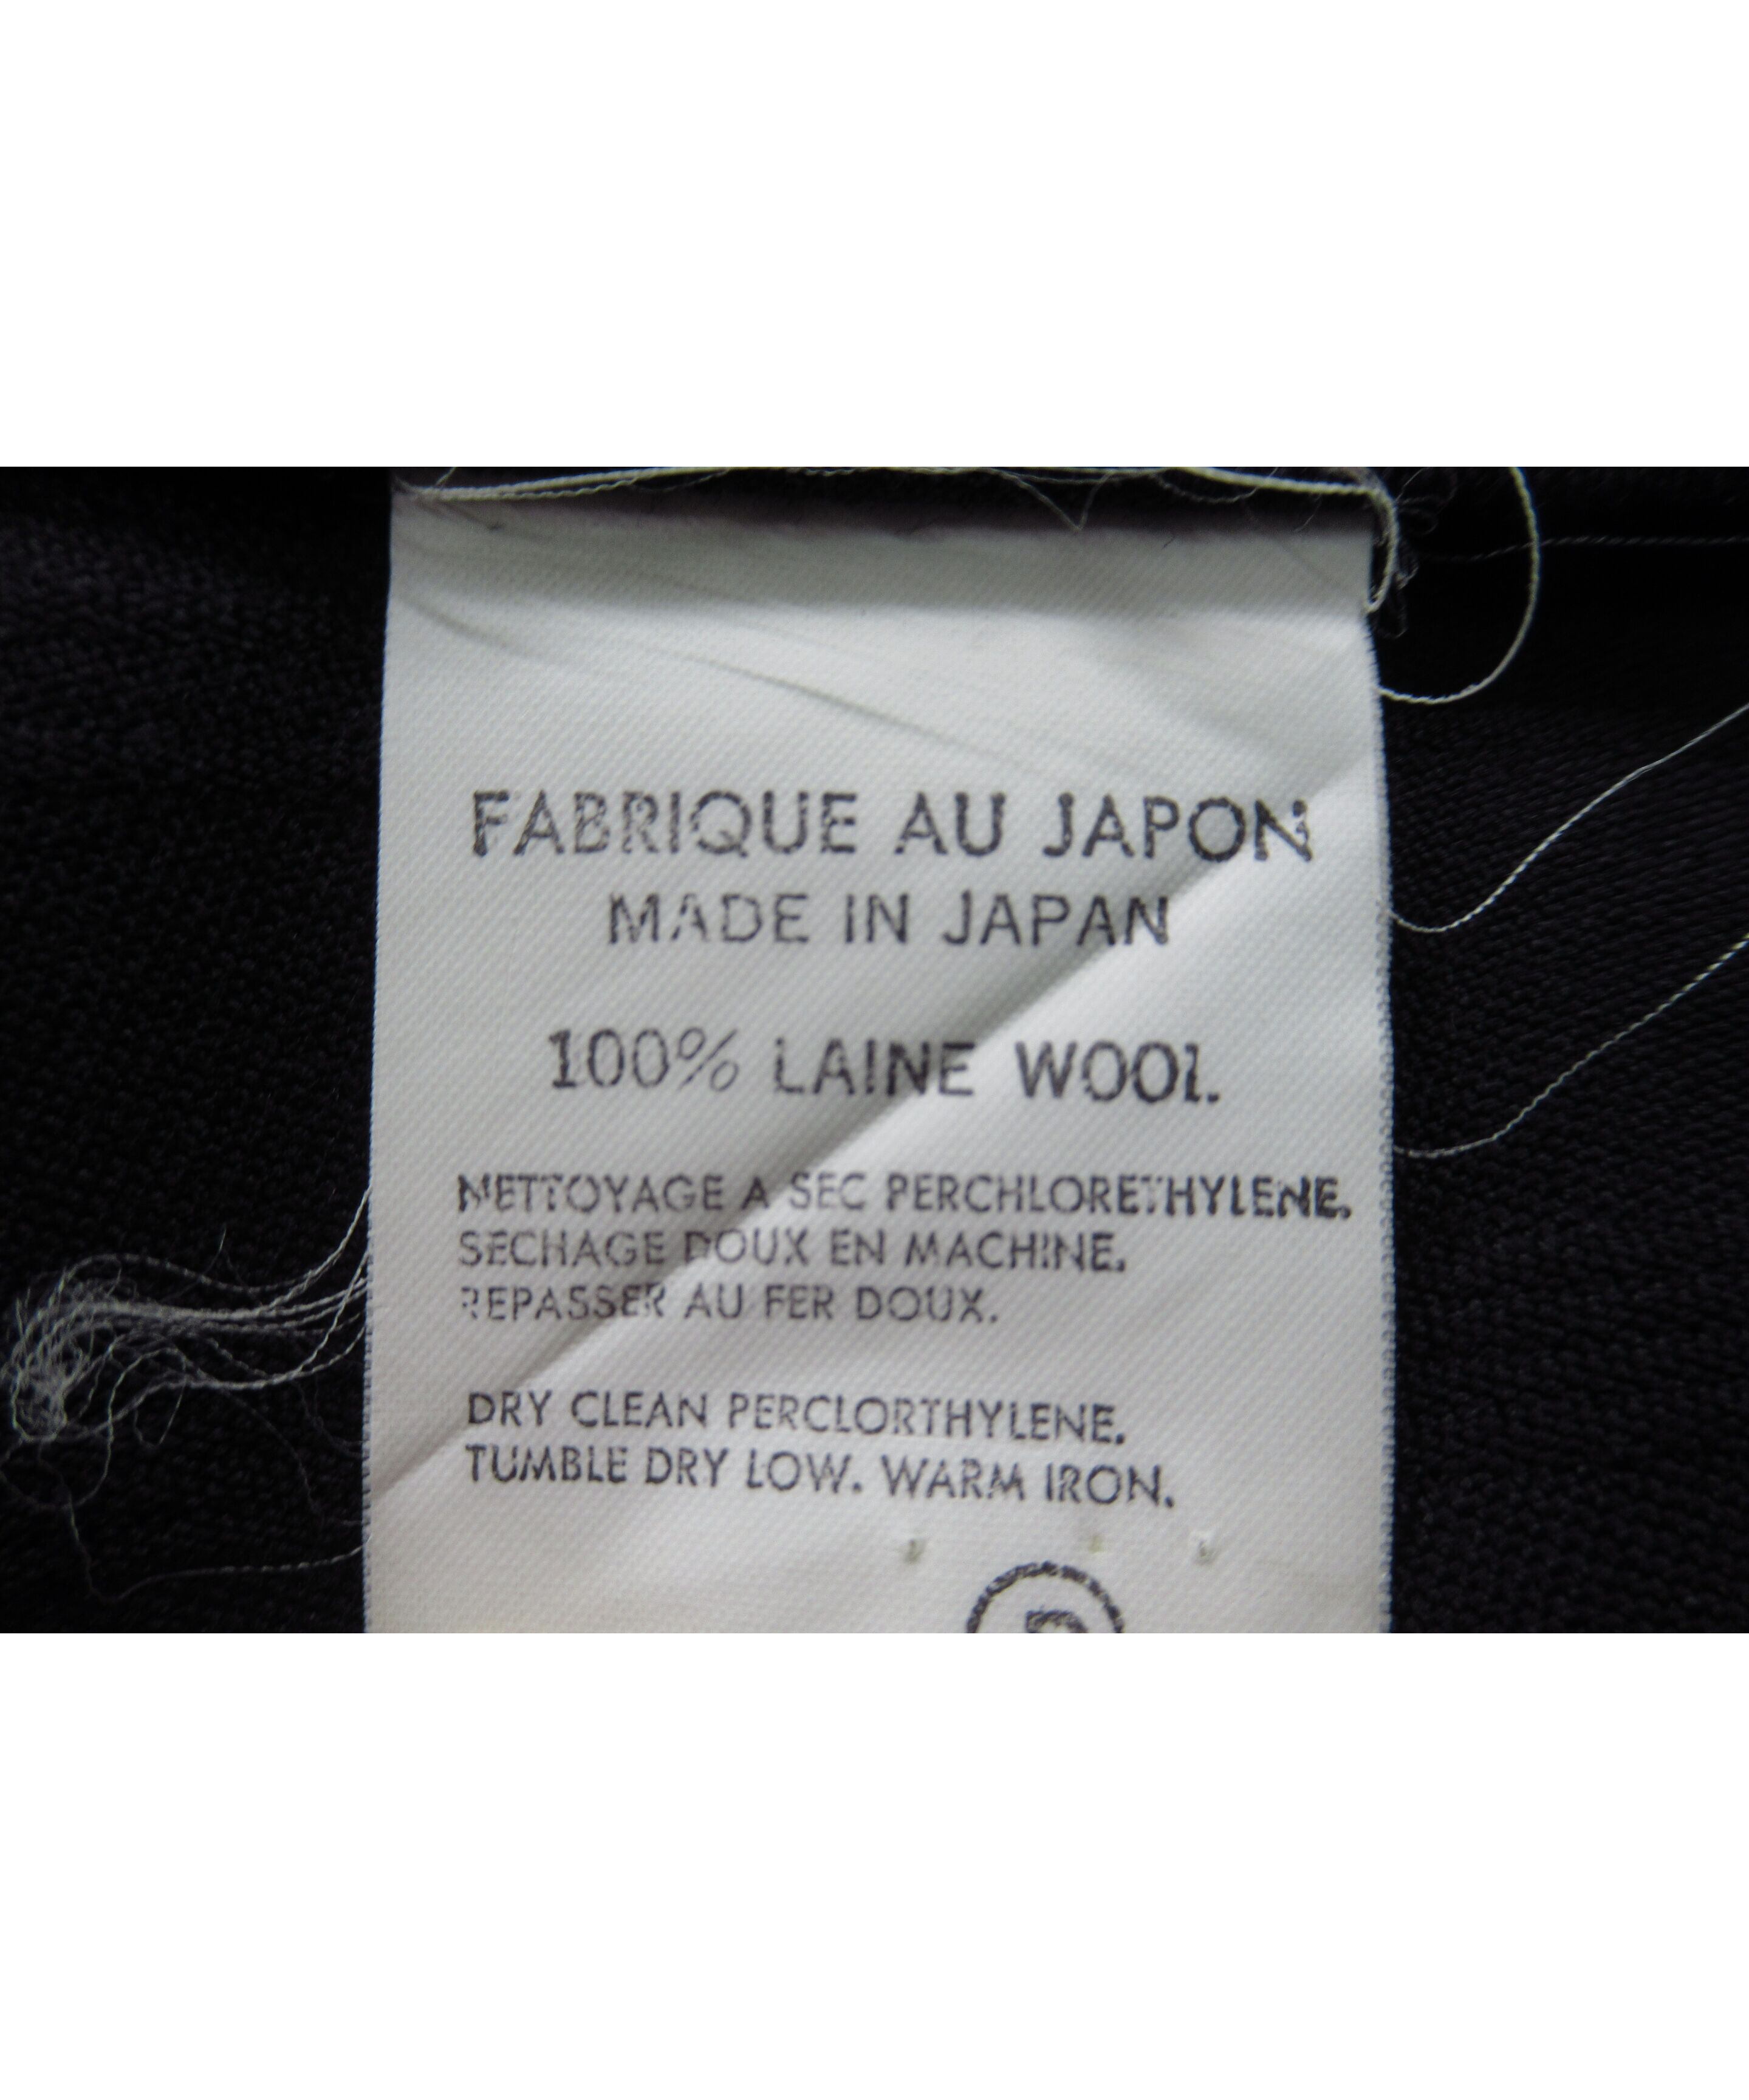 FABRIQUE AU JAPON
MADE IN JAPAN
100% LAINE WOOL.
NETTOYAGE A SEC PERCHLORETHYLENE.
SECHAGE DOUX EN MACHINE.
REPASSER AU FER DOUX.
DRY CLEAN PERCLORTHYLENE.
TUMBLE DRY LOW. WARM IRON.